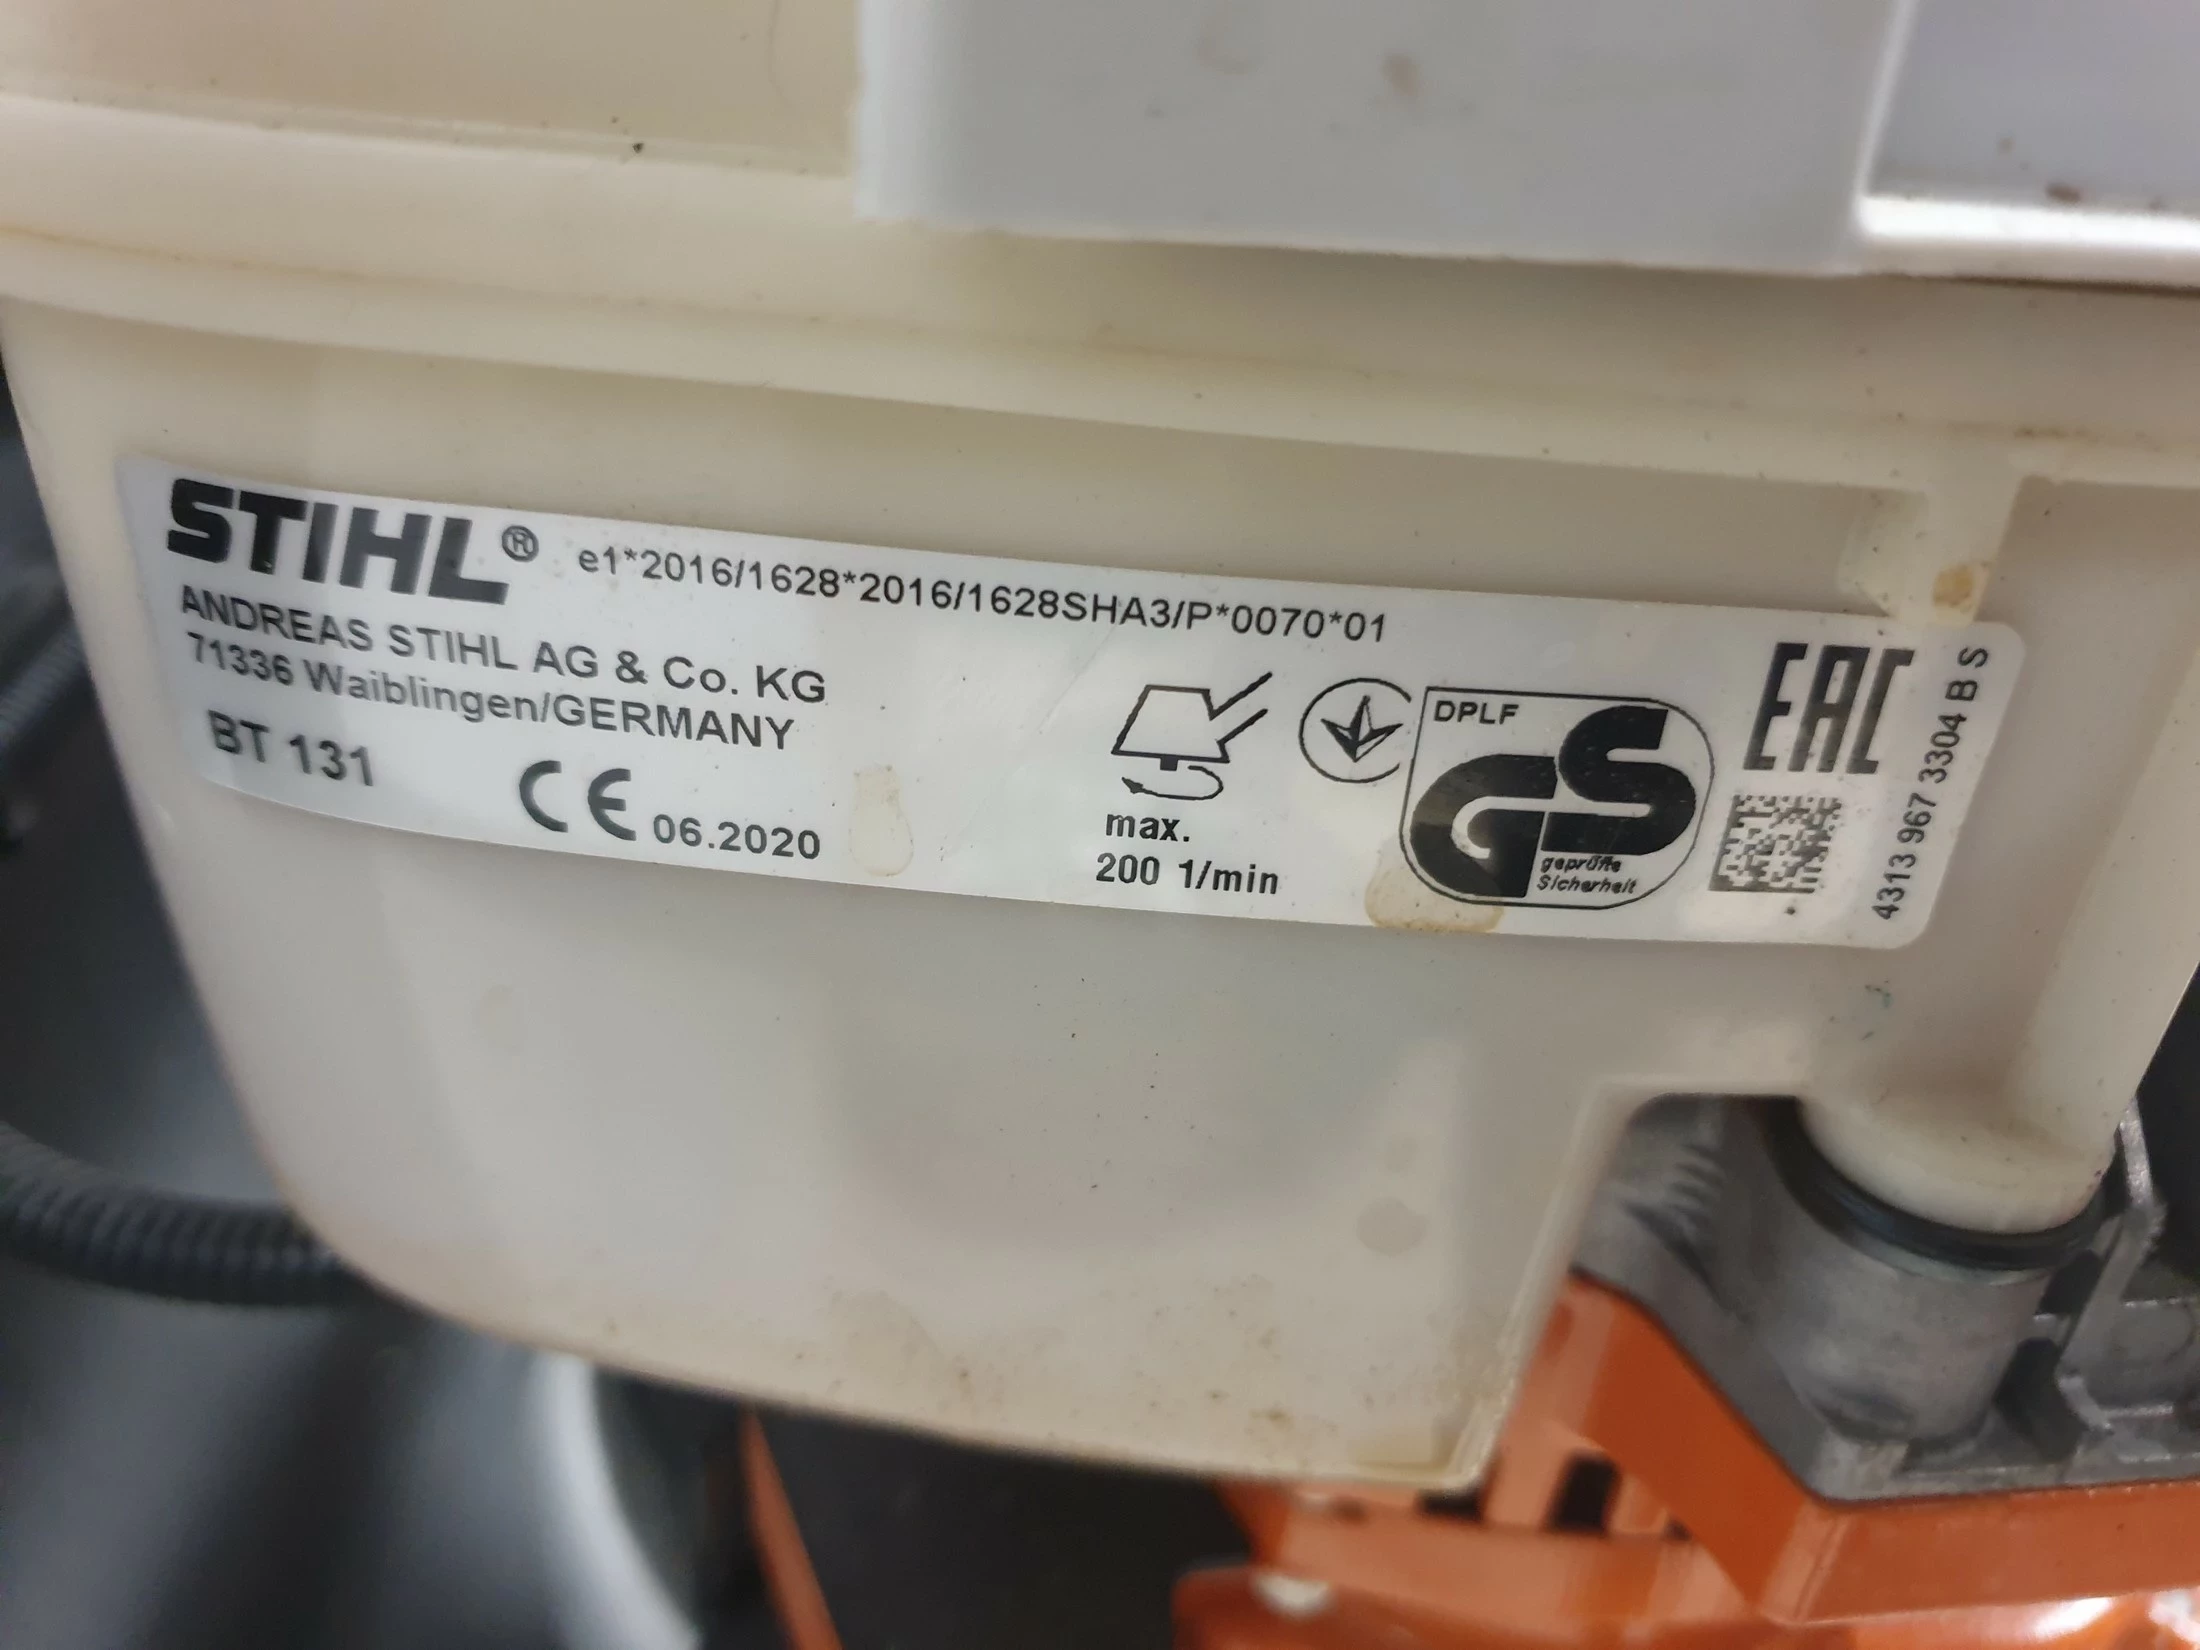 STIHL® e1*2016/1628*2016/1628SHA3/P*0070*01
ANDREAS STIHL AG & Co. KG
71336 Waiblingen/GERMANY
BT 131
CE 06.2020
max.
200 1/min
DPLF
GS
geprüfte
Sicherheit
EAC
4313 967 3304 B S